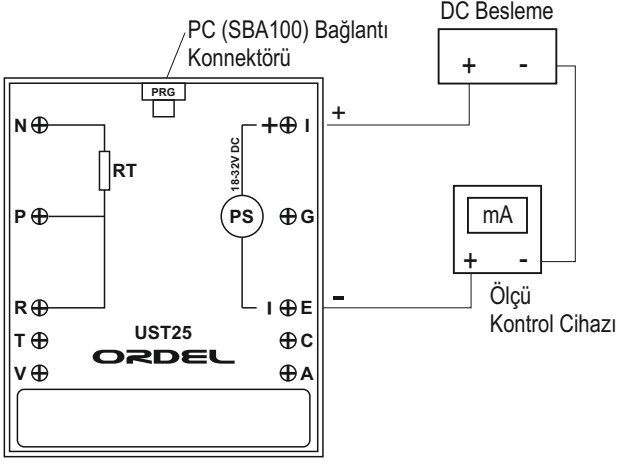 DC Besleme
PC (SBA100) Bağlantı
Konnektörü
+ -
PRG
N + I +
18-32V DC
RT
P PS G
mA
+ -
R I E -
Ölçü
Kontrol Cihazı
T UST25 C
ORDEL
V A